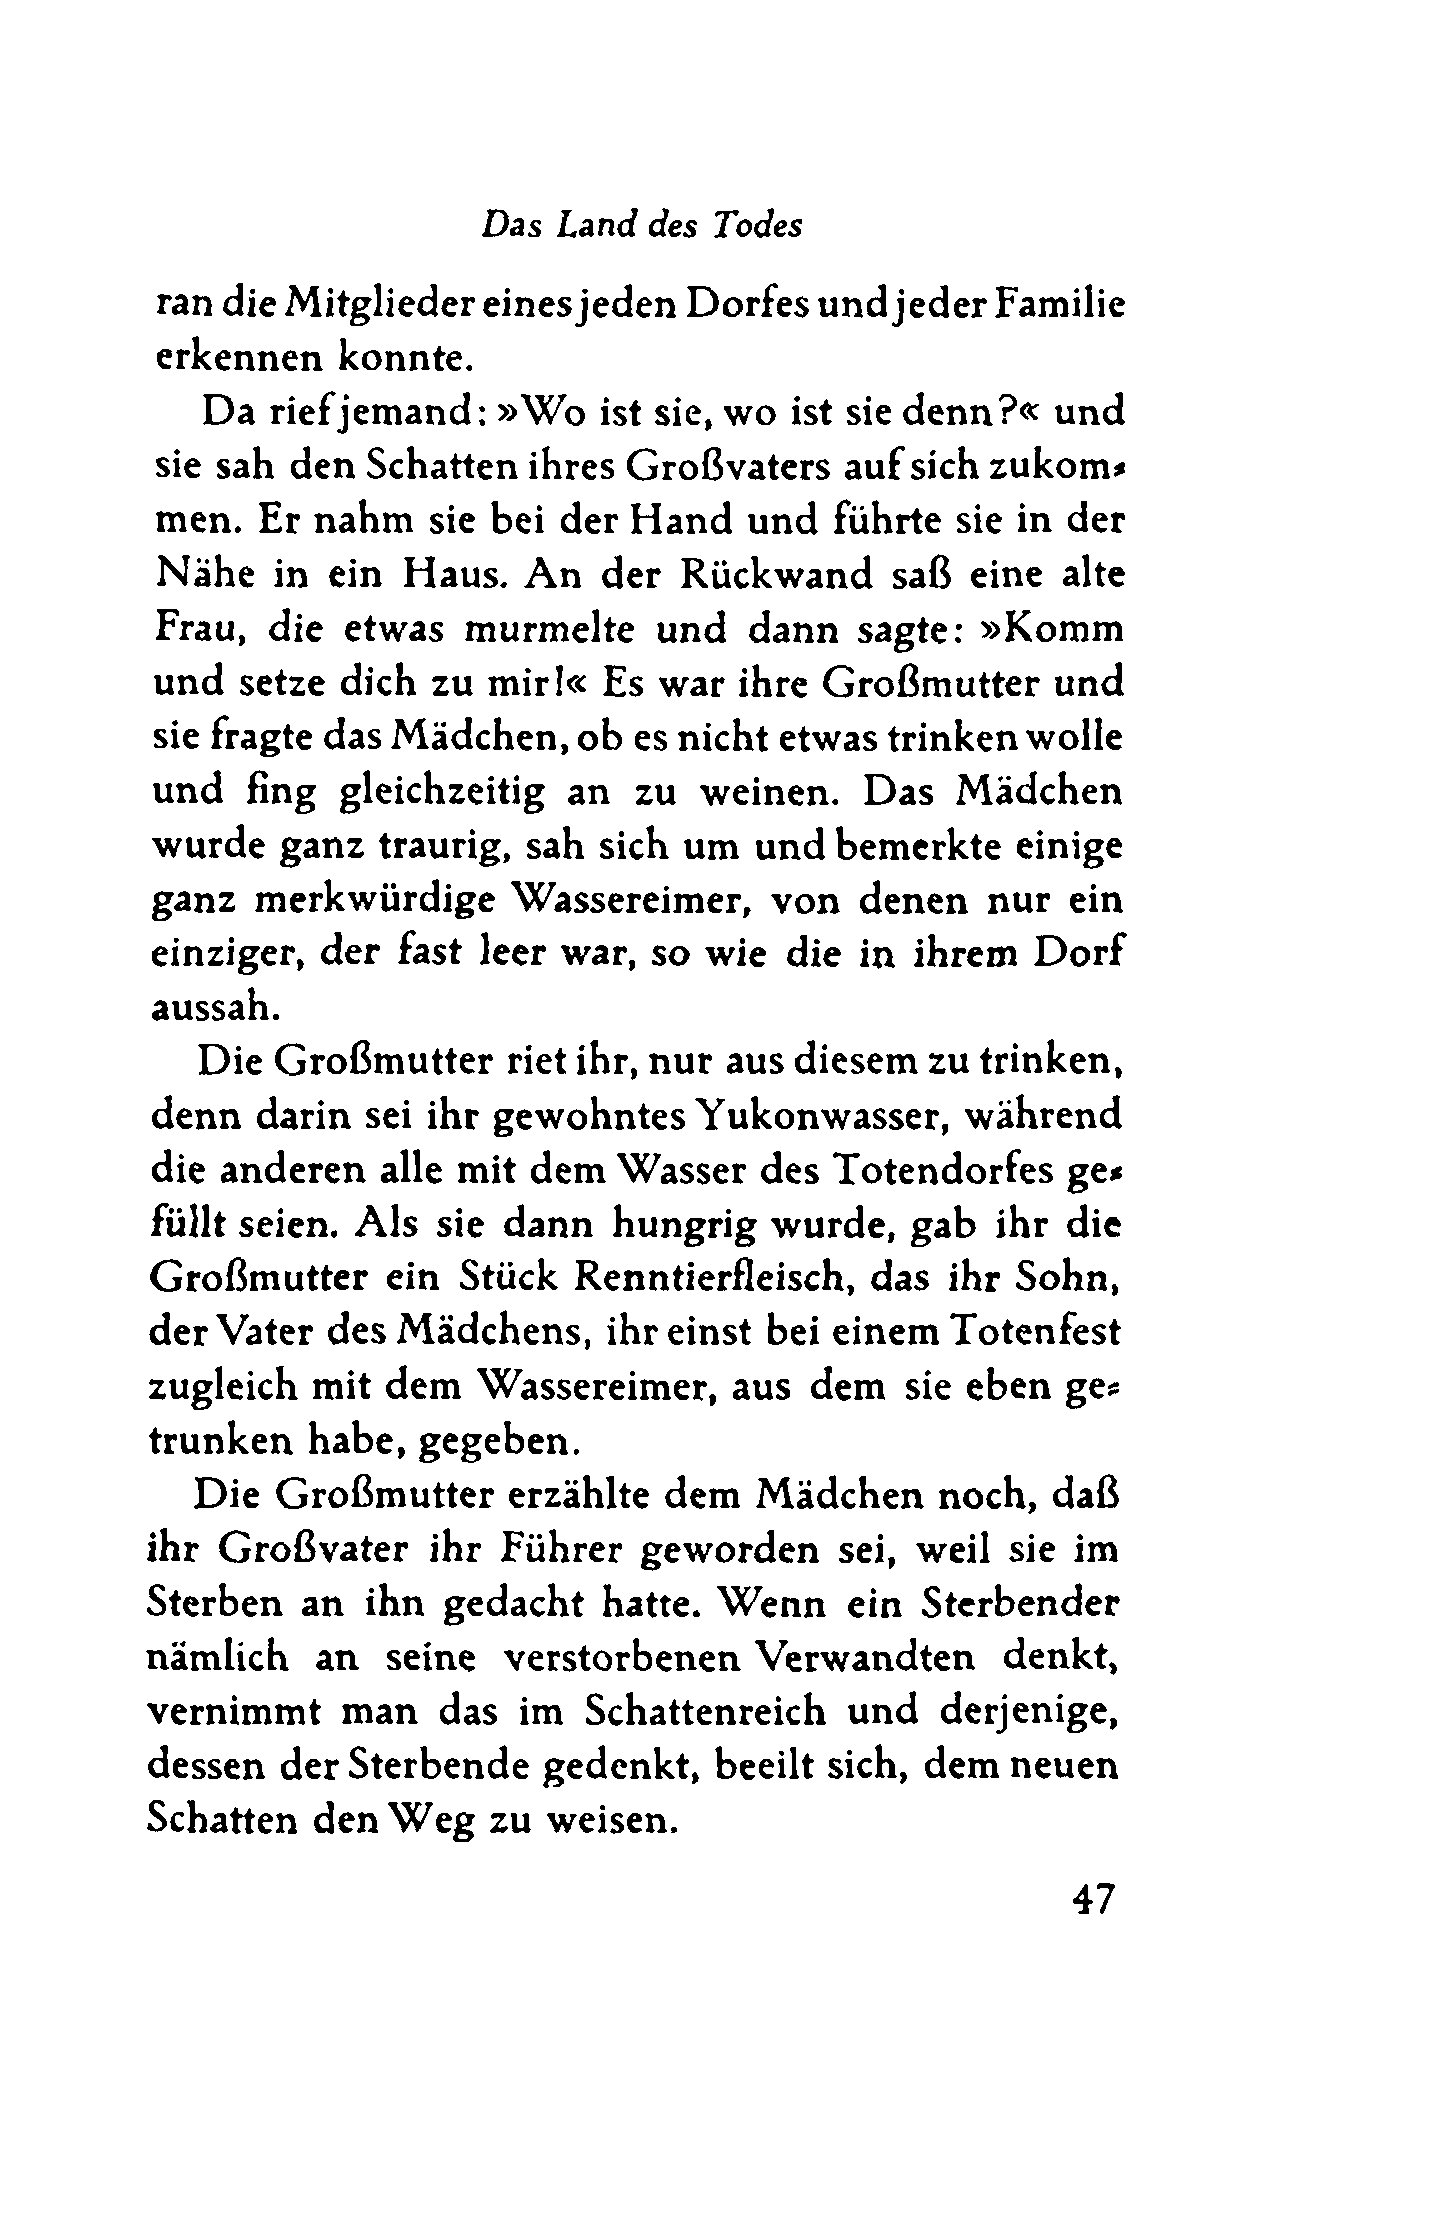 Das Land des Todes
ran die Mitglieder eines jeden Dorfes und jeder Familie
erkennen konnte.
Da rief jemand: »Wo ist sie, wo ist sie denn?« und
sie sah den Schatten ihres Großvaters auf sich zukom-
men. Er nahm sie bei der Hand und führte sie in der
Nähe in ein Haus. An der Rückwand saß eine alte
Frau, die etwas murmelte und dann sagte: »Komm
und setze dich zu mir!« Es war ihre Großmutter und
sie fragte das Mädchen, ob es nicht etwas trinken wolle
und fing gleichzeitig an zu weinen. Das Mädchen
wurde ganz traurig, sah sich um und bemerkte einige
ganz merkwürdige Wassereimer, von denen nur ein
einziger, der fast leer war, so wie die in ihrem Dorf
aussah.
Die Großmutter riet ihr, nur aus diesem zu trinken,
denn darin sei ihr gewohntes Yukonwasser, während
die anderen alle mit dem Wasser des Totendorfes ge-
füllt seien. Als sie dann hungrig wurde, gab ihr die
Großmutter ein Stück Renntierfleisch, das ihr Sohn,
der Vater des Mädchens, ihr einst bei einem Totenfest
zugleich mit dem Wassereimer, aus dem sie eben ge-
trunken habe, gegeben.
Die Großmutter erzählte dem Mädchen noch, daß
ihr Großvater ihr Führer geworden sei, weil sie im
Sterben an ihn gedacht hatte. Wenn ein Sterbender
nämlich an seine verstorbenen Verwandten denkt,
vernimmt man das im Schattenreich und derjenige,
dessen der Sterbende gedenkt, beeilt sich, dem neuen
Schatten den Weg zu weisen.
47